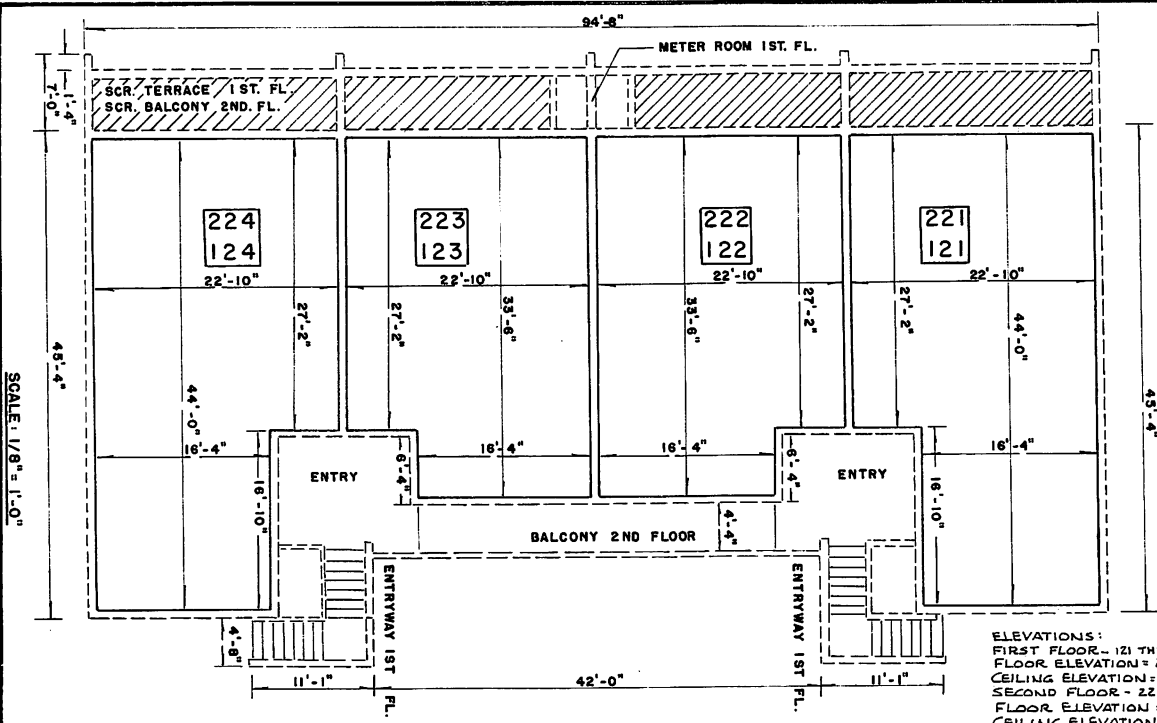 94'-8"
METER ROOM 1ST. FL.
1'-4"
7'-0"
SCR. TERRACE 1ST. FL.
SCR. BALCONY 2ND. FL.
224
124
223
123
222
122
221
121
22'-10"
22'-10"
22'-10"
22'-10"
27'-2"
27'-2"
33'-6"
33'-6"
27'-2"
27'-2"
44'-0"
44'-0"
45'-4"
45'-4"
16'-4"
16'-4"
16'-4"
16'-4"
ENTRY
ENTRY
6'-4"
6'-4"
16'-10"
16'-10"
BALCONY 2ND FLOOR
4'-4"
ENTRYWAY 1ST FL.
ENTRYWAY 1ST FL.
4'-8"
11'-1"
42'-0"
11'-1"
SCALE: 1/8" = 1'-0"
ELEVATIONS:
FIRST FLOOR - 121 TH
FLOOR ELEVATION =
CEILING ELEVATION =
SECOND FLOOR - 22
FLOOR ELEVATION =
CEILING ELEVATION